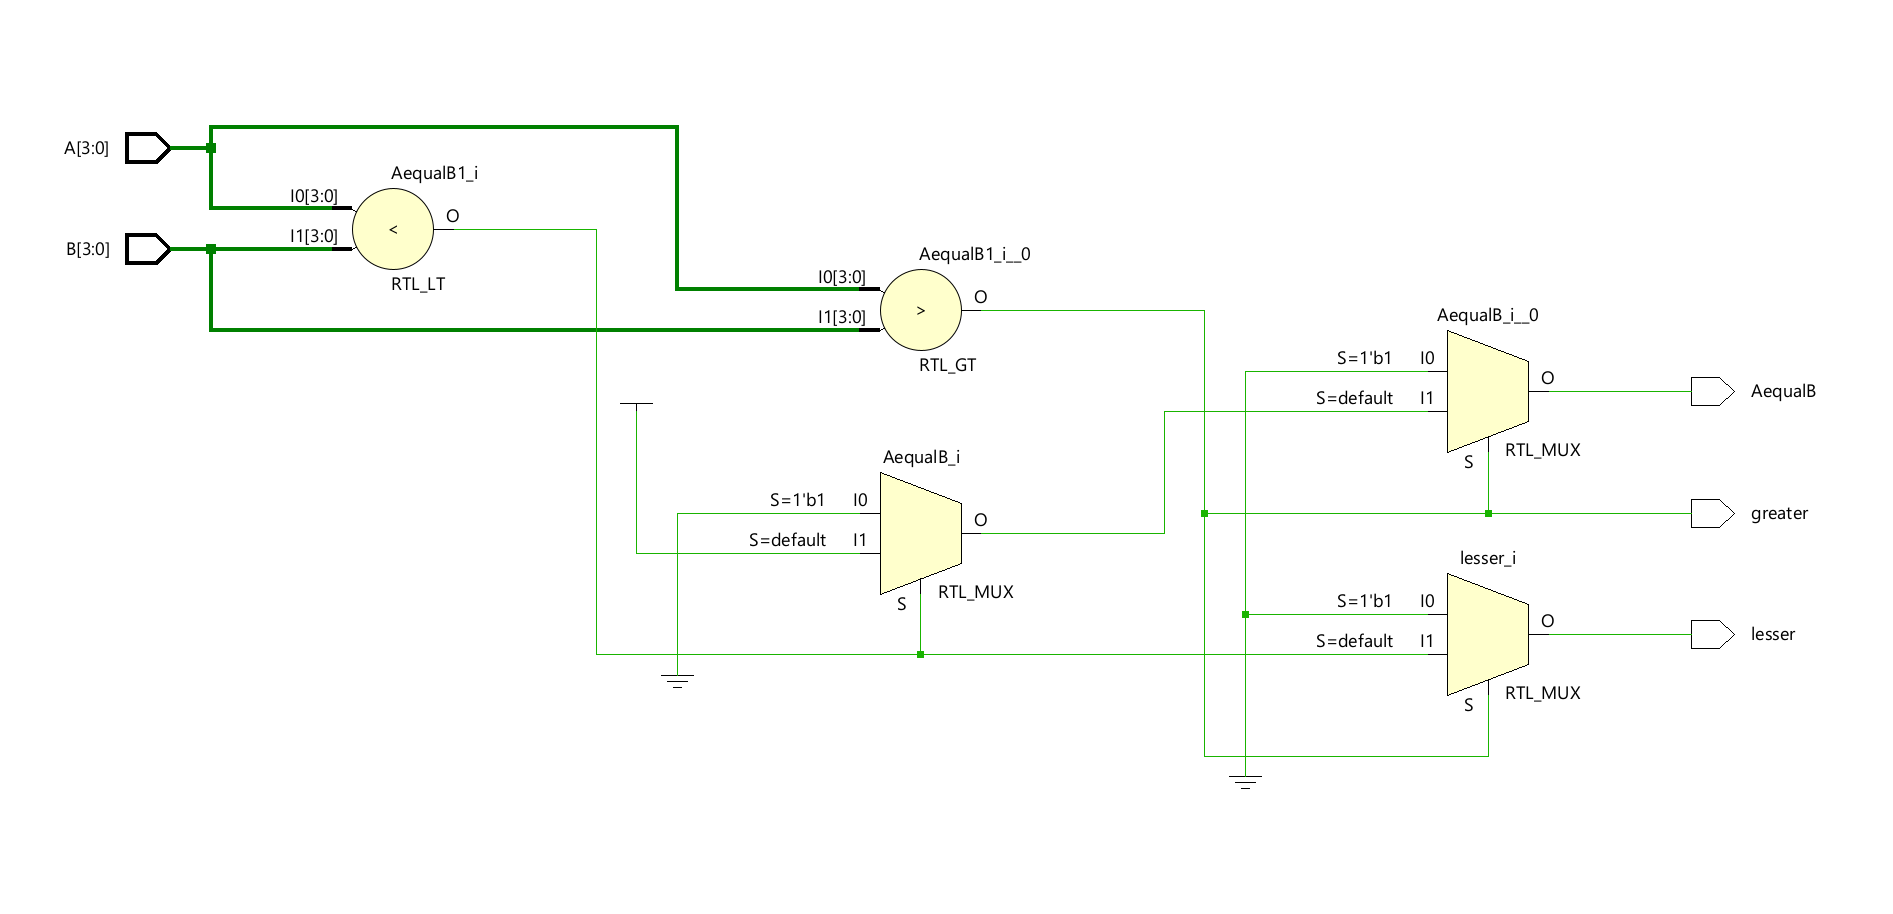 A[3:0]
AequalB1_i
I0[3:0]
O
I1[3:0]
<
B[3:0]
RTL_LT
AequalB1_i__0
I0[3:0]
O
I1[3:0]
>
RTL_GT
AequalB_i__0
S=1'b1 I0
O
S=default I1
AequalB
S
RTL_MUX
AequalB_i
S=1'b1 I0
O
S=default I1
S
RTL_MUX
greater
lesser_i
S=1'b1 I0
O
S=default I1
lesser
S
RTL_MUX